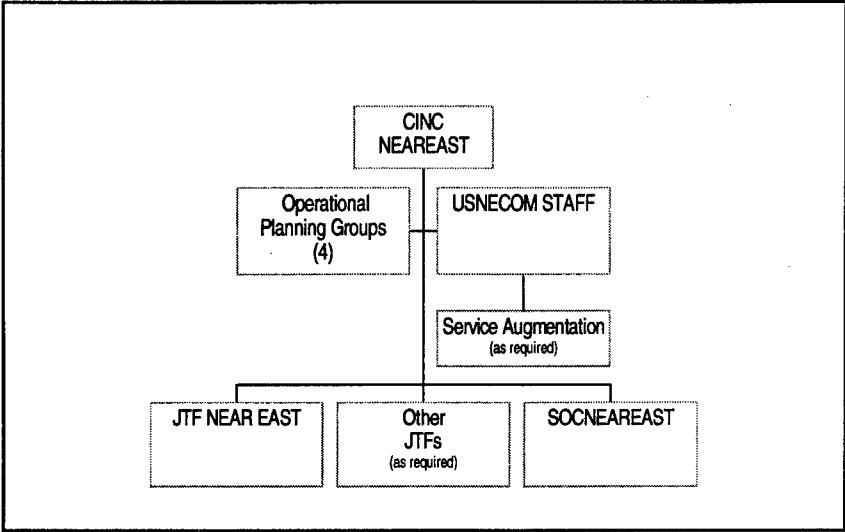 CINC
NEAREAST
Operational
Planning Groups
(4)
USNECOM STAFF
Service Augmentation
(as required)
JTF NEAR EAST
Other
JTFs
(as required)
SOCNEAREAST